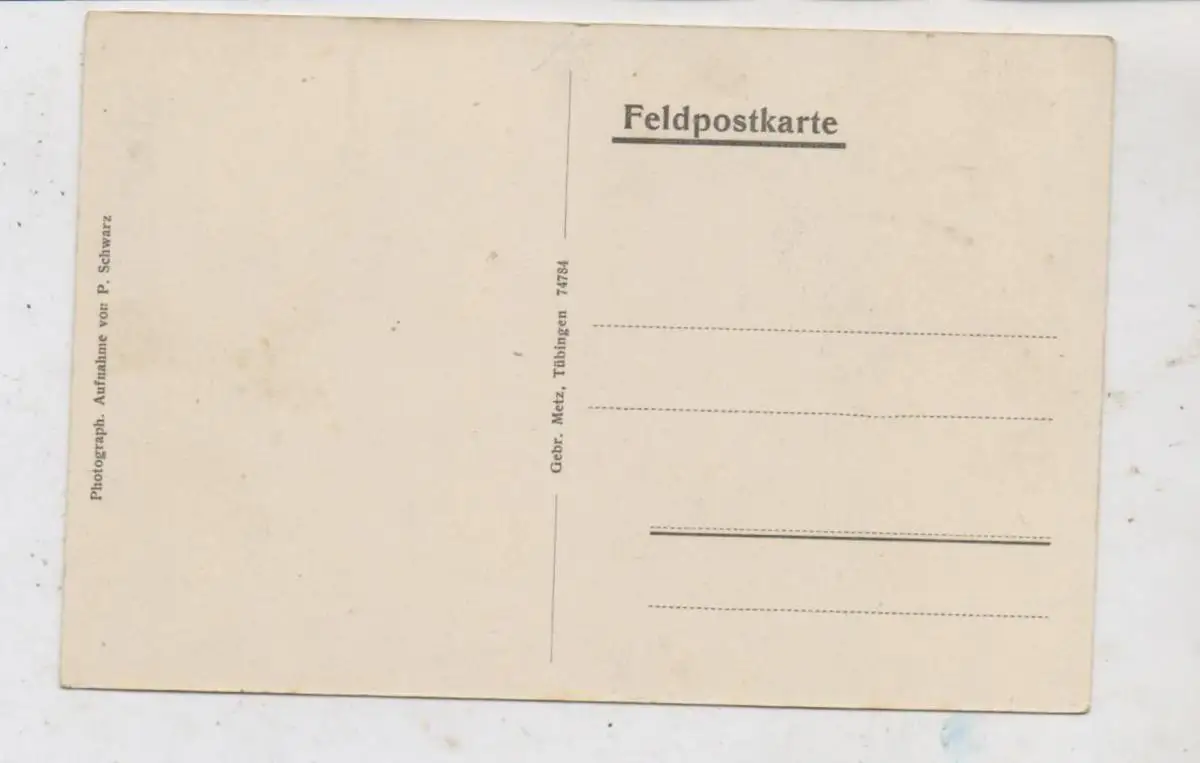 Photograph. Aufnahme von P. Schwarz
Gebr. Metz, Tübingen 74784
Feldpostkarte